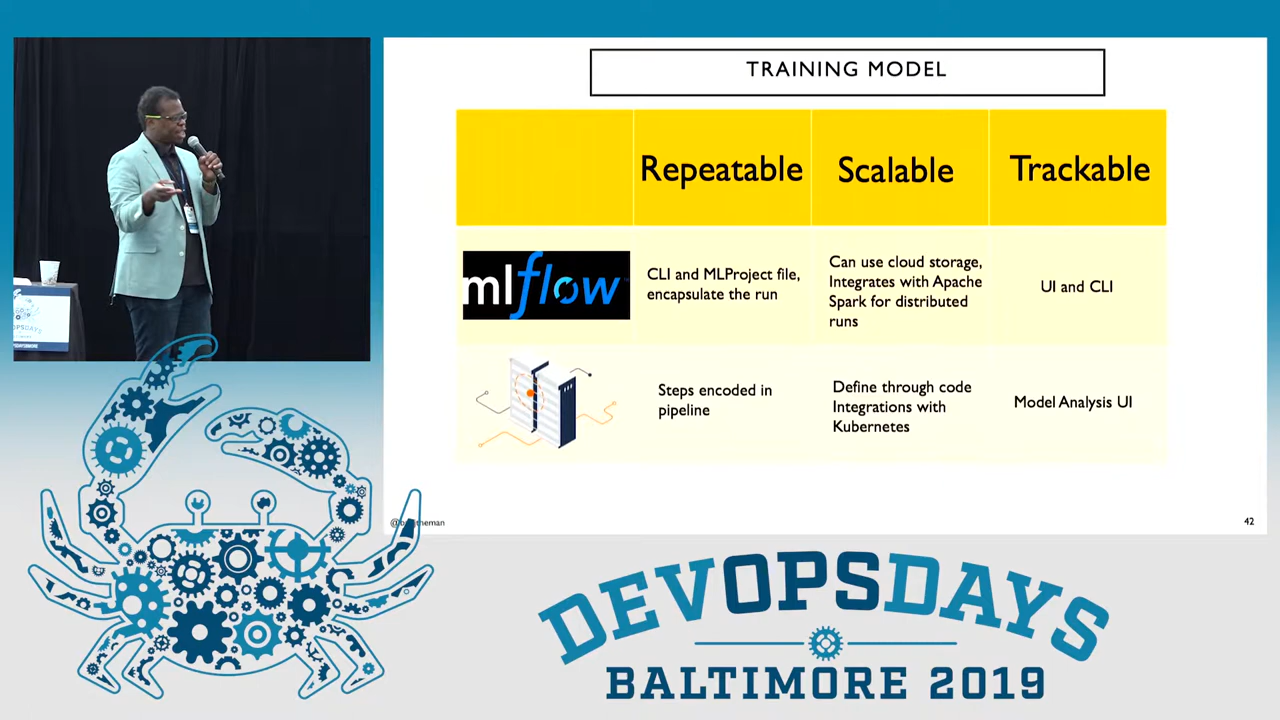 TRAINING MODEL
Repeatable
Scalable
Trackable
mlflow
CLI and MLProject file,
encapsulate the run
Can use cloud storage,
Integrates with Apache
Spark for distributed
runs
UI and CLI
Steps encoded in
pipeline
Define through code
Integrations with
Kubernetes
Model Analysis UI
42
DEVOPSDAYS
BALTIMORE 2019